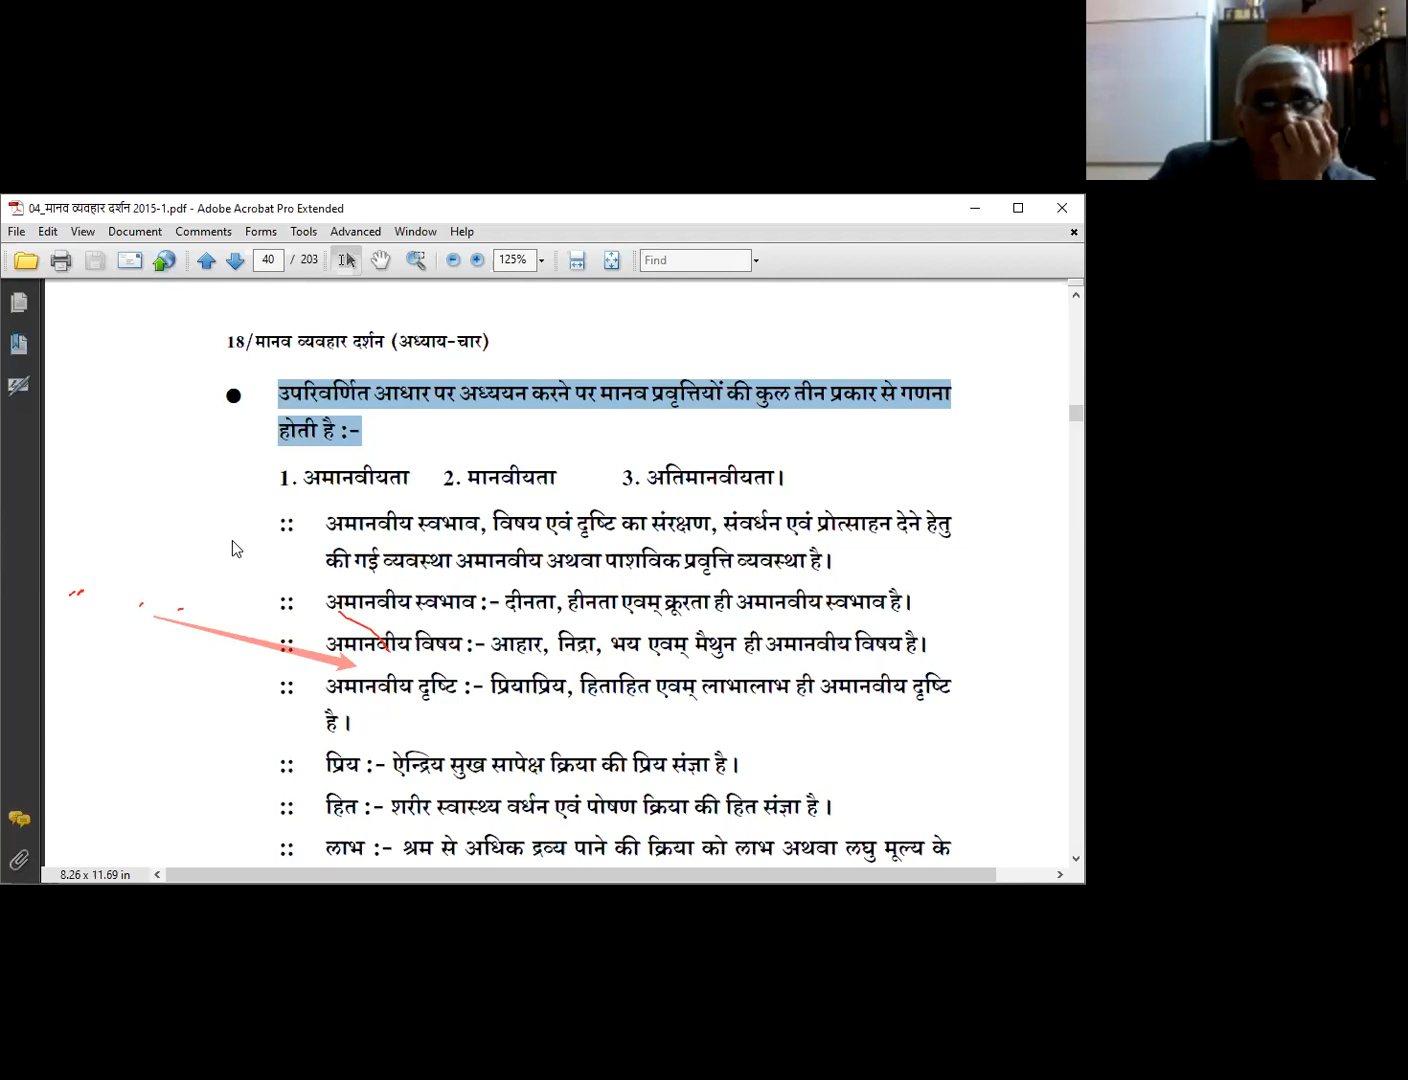 04_मानव व्यवहार दर्शन 2015-1.pdf - Adobe Acrobat Pro Extended
File Edit View Document Comments Forms Tools Advanced Window Help
40 / 203 125% Find
18/मानव व्यवहार दर्शन (अध्याय-चार)
● उपरिवर्णित आधार पर अध्ययन करने पर मानव प्रवृत्तियों की कुल तीन प्रकार से गणना
होती है :-
1. अमानवीयता 2. मानवीयता 3. अतिमानवीयता।
:: अमानवीय स्वभाव, विषय एवं दृष्टि का संरक्षण, संवर्धन एवं प्रोत्साहन देने हेतु
की गई व्यवस्था अमानवीय अथवा पाशविक प्रवृत्ति व्यवस्था है।
:: अमानवीय स्वभाव :- दीनता, हीनता एवम् क्रूरता ही अमानवीय स्वभाव है।
:: अमानवीय विषय :- आहार, निद्रा, भय एवम् मैथुन ही अमानवीय विषय है।
:: अमानवीय दृष्टि :- प्रियाप्रिय, हिताहित एवम् लाभालाभ ही अमानवीय दृष्टि
है।
:: प्रिय :- ऐन्द्रिय सुख सापेक्ष क्रिया की प्रिय संज्ञा है।
:: हित :- शरीर स्वास्थ्य वर्धन एवं पोषण क्रिया की हित संज्ञा है।
:: लाभ :- श्रम से अधिक द्रव्य पाने की क्रिया को लाभ अथवा लघु मूल्य के
8.26 x 11.69 in